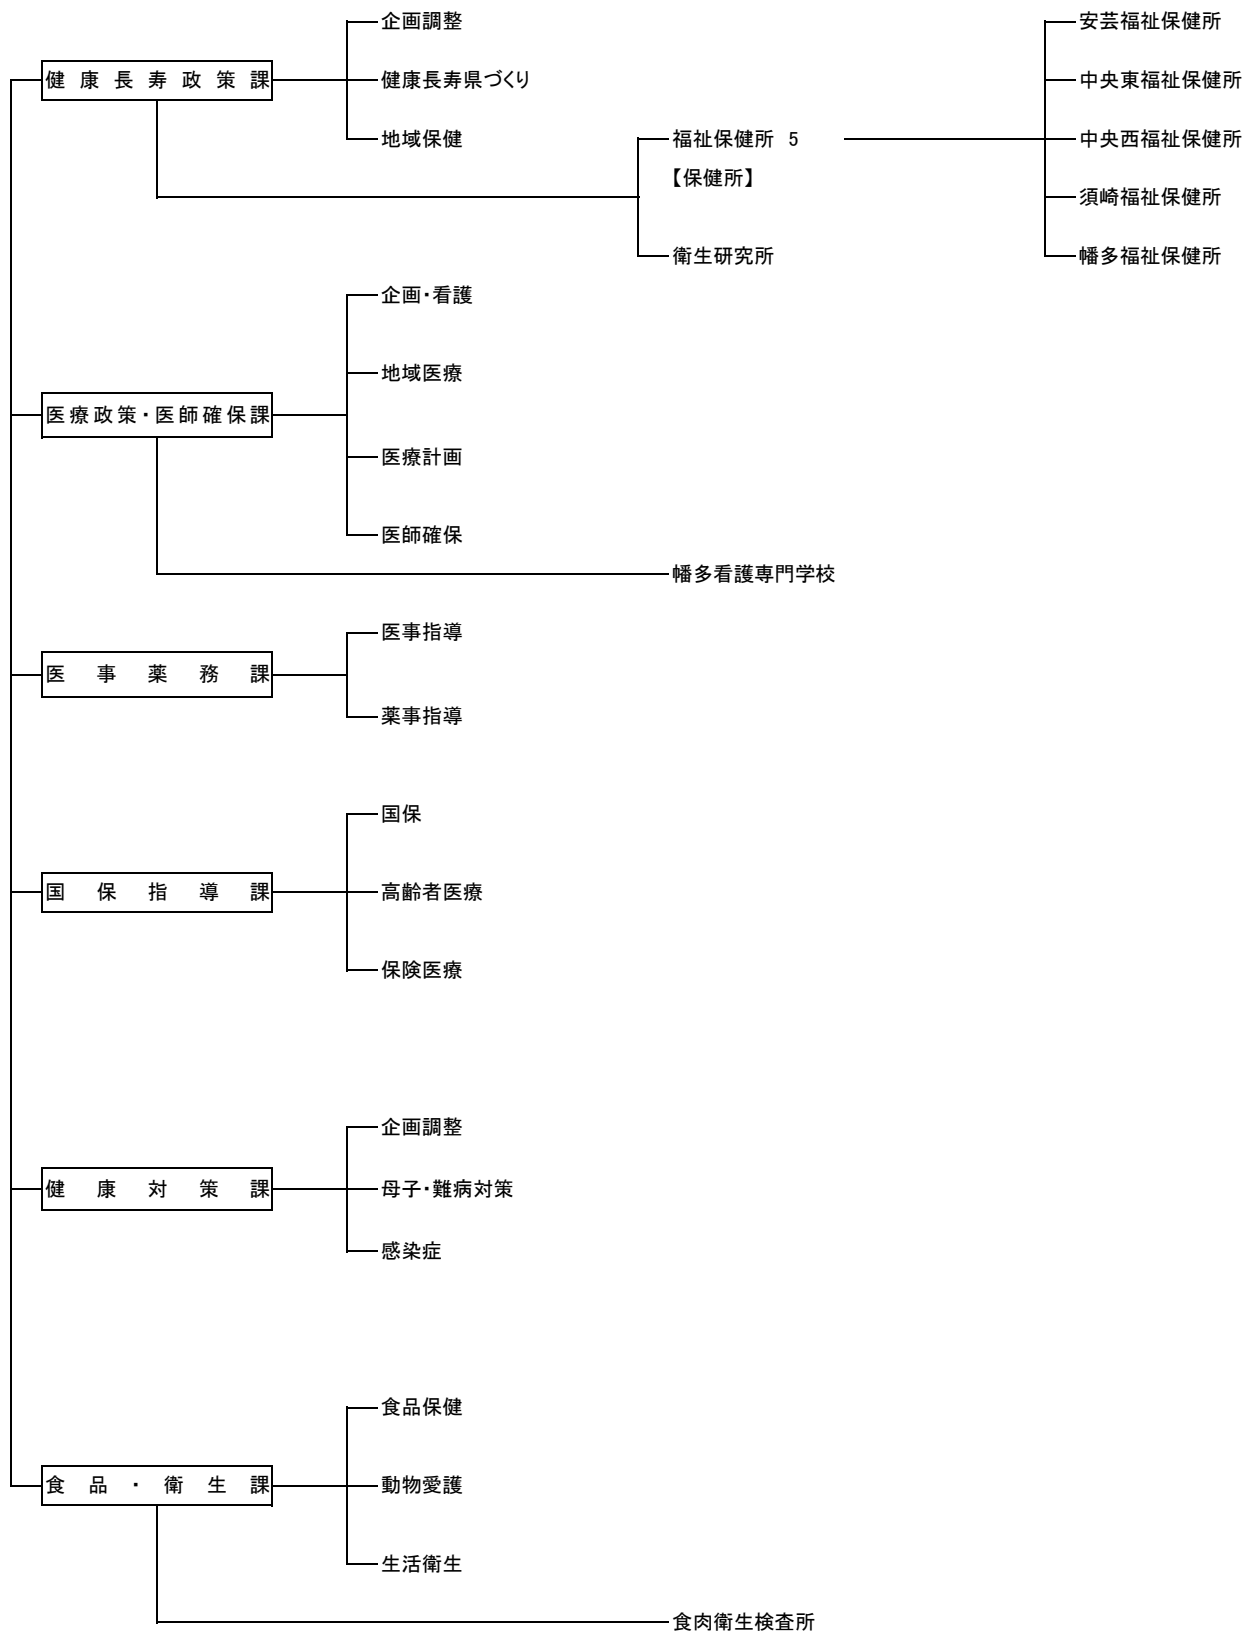 健康長寿政策課
企画調整
健康長寿県づくり
地域保健
福祉保健所 5
【保健所】
衛生研究所
安芸福祉保健所
中央東福祉保健所
中央西福祉保健所
須崎福祉保健所
幡多福祉保健所
医療政策・医師確保課
企画・看護
地域医療
医療計画
医師確保
幡多看護専門学校
医事薬務課
医事指導
薬事指導
国保指導課
国保
高齢者医療
保険医療
健康対策課
企画調整
母子・難病対策
感染症
食品・衛生課
食品保健
動物愛護
生活衛生
食肉衛生検査所